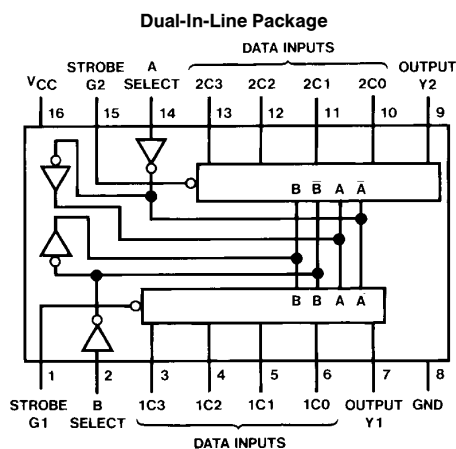 Dual-In-Line Package
DATA INPUTS
STROBE A OUTPUT
VCC G2 SELECT 2C3 2C2 2C1 2C0 Y2
16 15 14 13 12 11 10 9
B B̅ A A̅
B B A A
1 2 3 4 5 6 7 8
STROBE B 1C3 1C2 1C1 1C0 OUTPUT GND
G1 SELECT Y1
DATA INPUTS